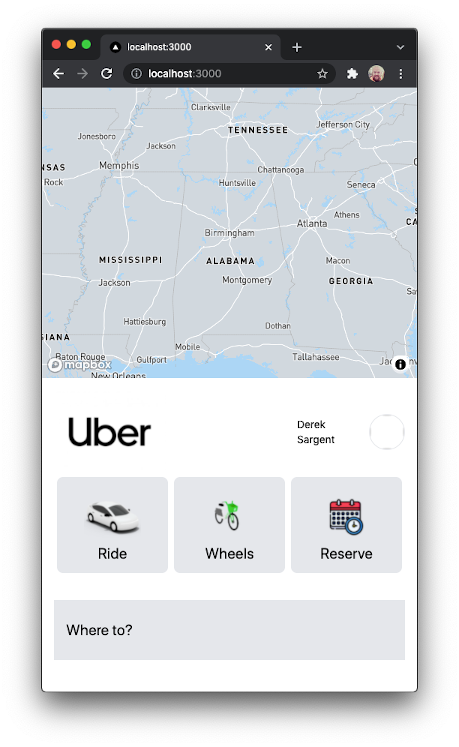 localhost:3000
localhost:3000
Clarksville
TENNESSEE
Jefferson City
Jonesboro
Jackson
NSAS
Memphis
Chattanooga
Rock
Huntsville
Seneca
Athens
Atlanta
CA
Birmingham
MISSISSIPPI
ALABAMA
Macon
Jackson
Montgomery
GEORGIA
Sa
Hattiesburg
Dothan
SIANA
Mobile
Baton Rouge
Gulfport
Tallahassee
mapbox
New Orleans
Uber
Derek
Sargent
Ride
Wheels
Reserve
Where to?